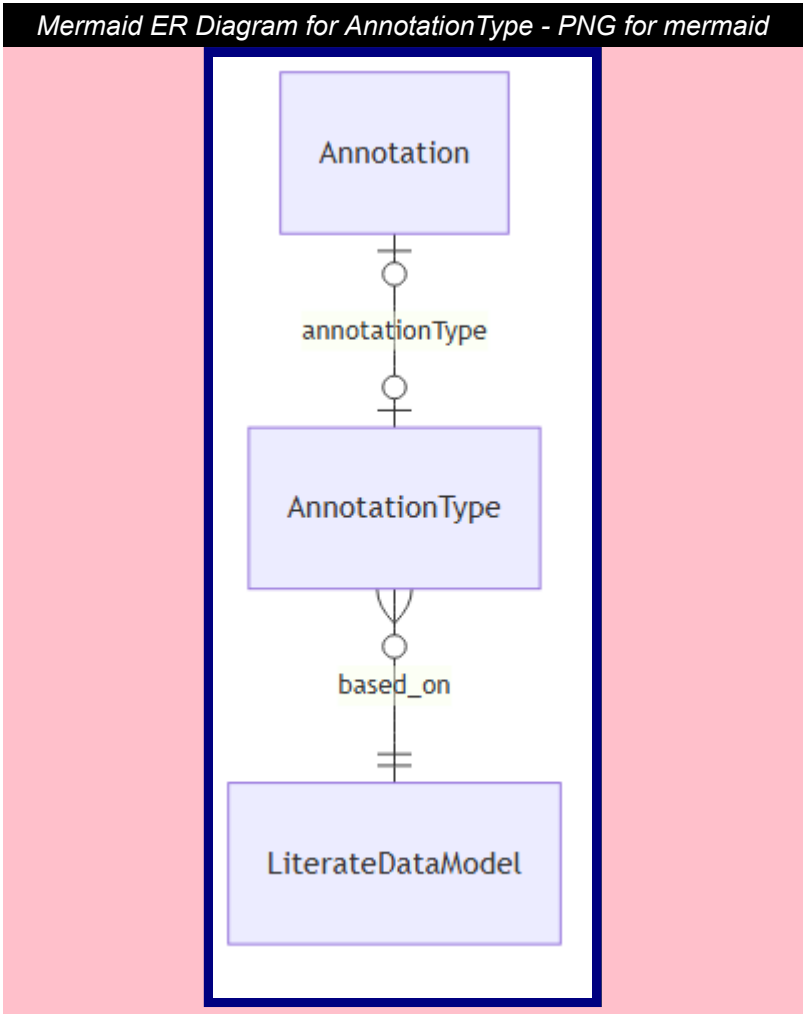 Mermaid ER Diagram for AnnotationType - PNG for mermaid
Annotation
annotationType
AnnotationType
based_on
LiterateDataModel